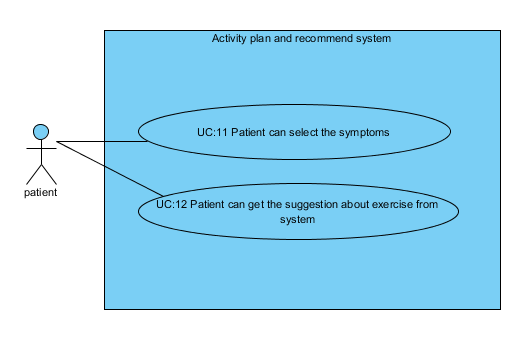 Activity plan and recommend system
UC:11 Patient can select the symptoms
patient
UC:12 Patient can get the suggestion about exercise from
system